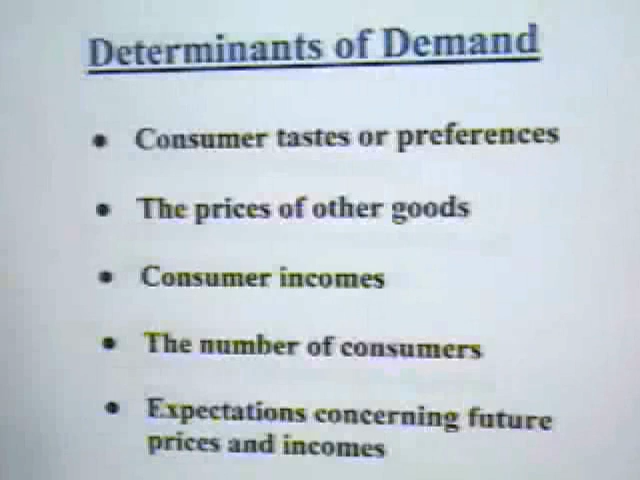 Determinants of Demand
• Consumer tastes or preferences
• The prices of other goods
• Consumer incomes
• The number of consumers
• Expectations concerning future
prices and incomes